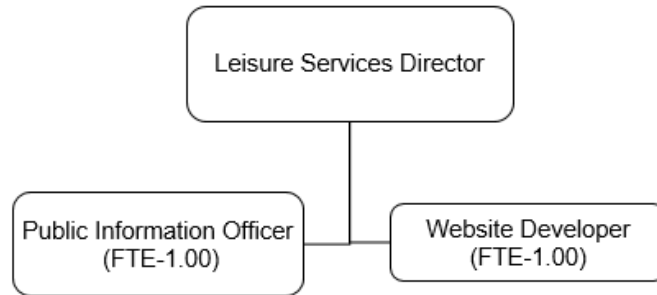 Leisure Services Director
Public Information Officer
(FTE-1.00)
Website Developer
(FTE-1.00)